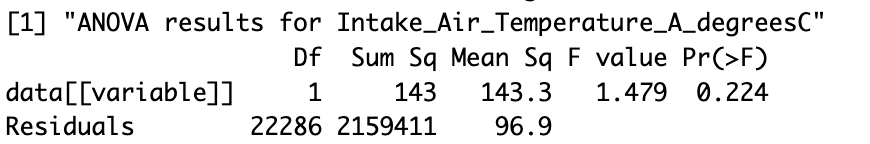 [1] "ANOVA results for Intake_Air_Temperature_A_degreesC"
Df Sum Sq Mean Sq F value Pr(>F)
data[[variable]] 1 143 143.3 1.479 0.224
Residuals 22286 2159411 96.9